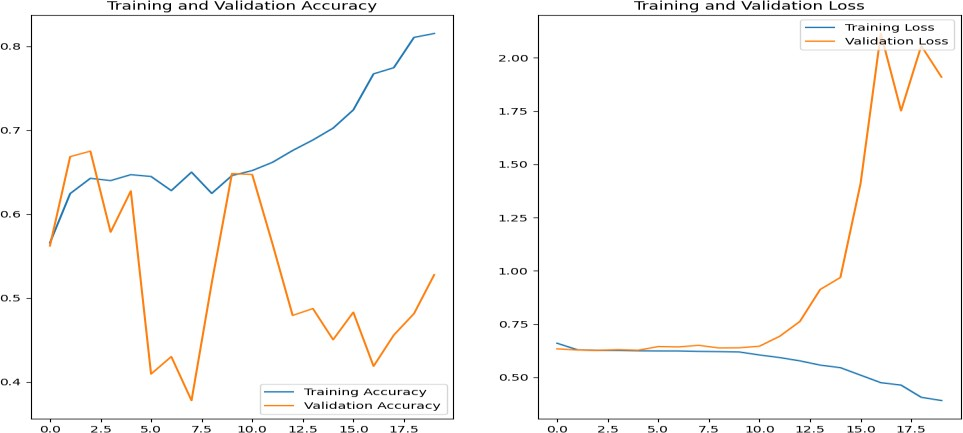 Training and Validation Accuracy
0.8
0.7
0.6
0.5
0.4
Training Accuracy
Validation Accuracy
0.0 2.5 5.0 7.5 10.0 12.5 15.0 17.5
Training and Validation Loss
Training Loss
Validation Loss
2.00
1.75
1.50
1.25
1.00
0.75
0.50
0.0 2.5 5.0 7.5 10.0 12.5 15.0 17.5